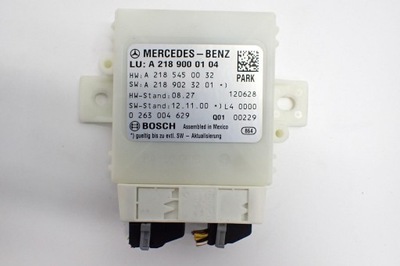 MERCEDES-BENZ
LU: A 218 900 01 04
HW: A 218 545 00 32 PARK
SW: A 218 902 32 01 *)
HW-Stand: 08.27 120628
SW-Stand: 12.11.00 *) L4 0000
0 263 004 629 Q01 00229
BOSCH Assembled in Mexico
*) gueltig bis zu evtl. SW - Aktualisierung 864